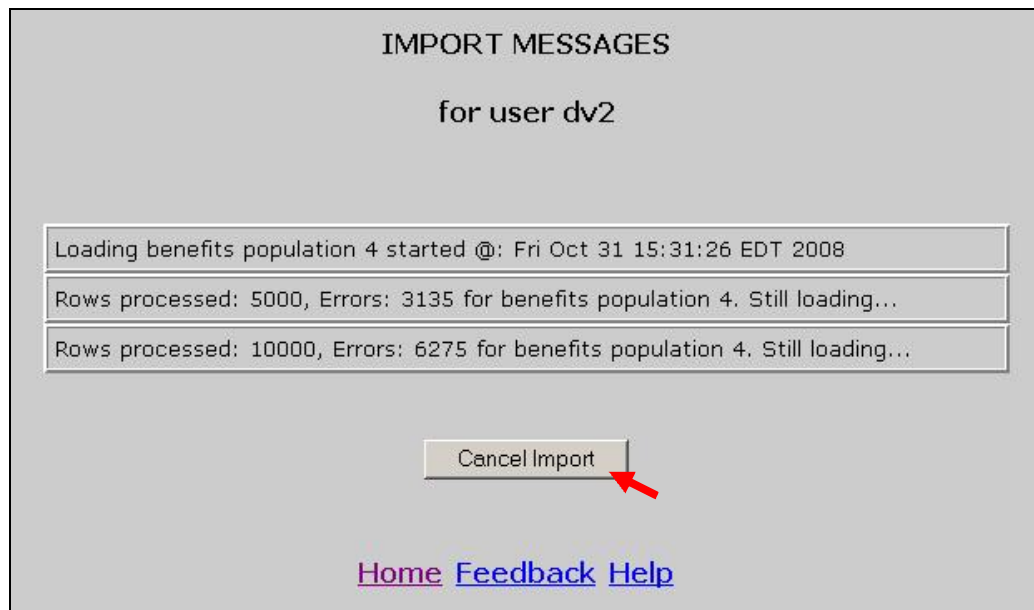 IMPORT MESSAGES
for user dv2
Loading benefits population 4 started @: Fri Oct 31 15:31:26 EDT 2008
Rows processed: 5000, Errors: 3135 for benefits population 4. Still loading...
Rows processed: 10000, Errors: 6275 for benefits population 4. Still loading...
Cancel Import
Home Feedback Help